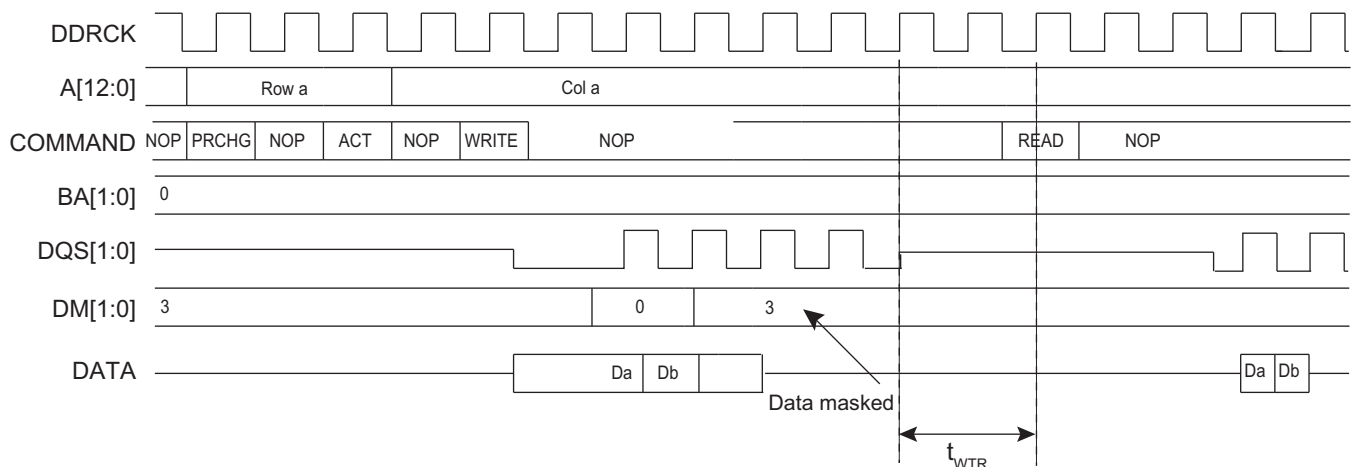 DDRCK
A[12:0] Row a Col a
COMMAND NOP PRCHG NOP ACT NOP WRITE NOP READ NOP
BA[1:0] 0
DQS[1:0]
DM[1:0] 3 0 3
DATA Da Db Da Db
Data masked
tWTR